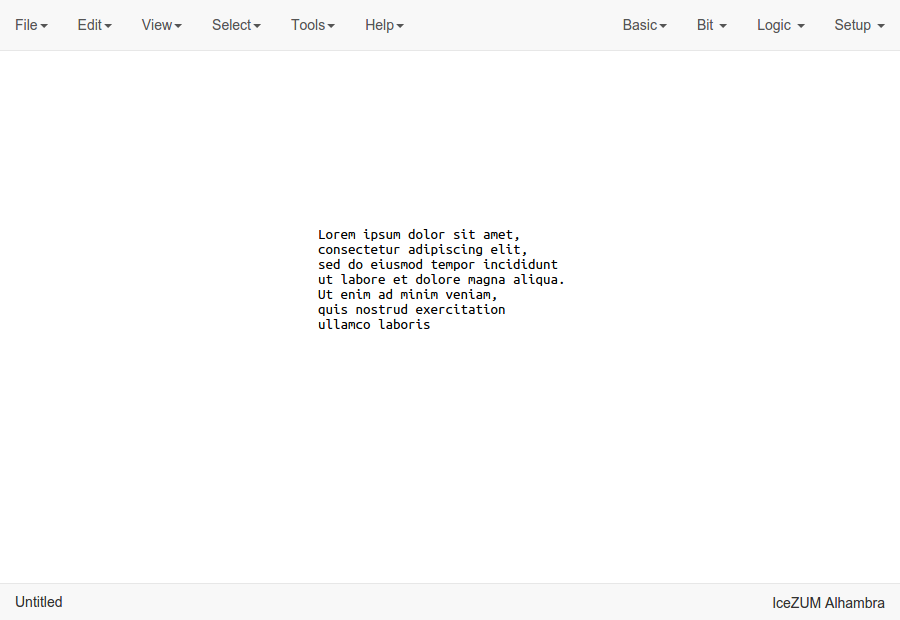 File Edit View Select Tools Help Basic Bit Logic Setup
Lorem ipsum dolor sit amet,
consectetur adipiscing elit,
sed do eiusmod tempor incididunt
ut labore et dolore magna aliqua.
Ut enim ad minim veniam,
quis nostrud exercitation
ullamco laboris
Untitled IceZUM Alhambra